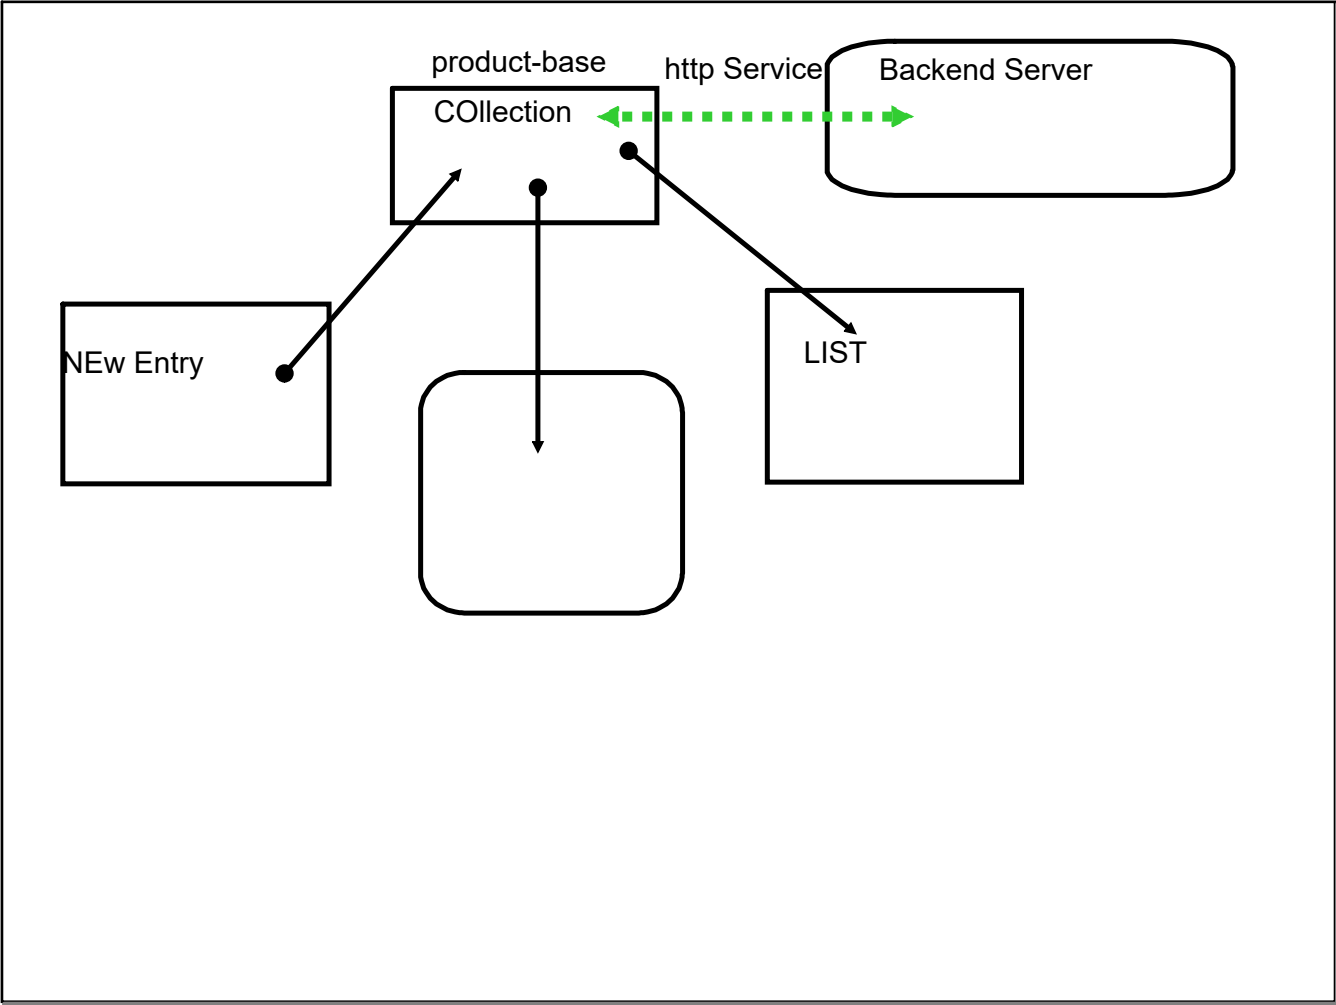 product-base
http Service
Backend Server
COllection
NEw Entry
LIST